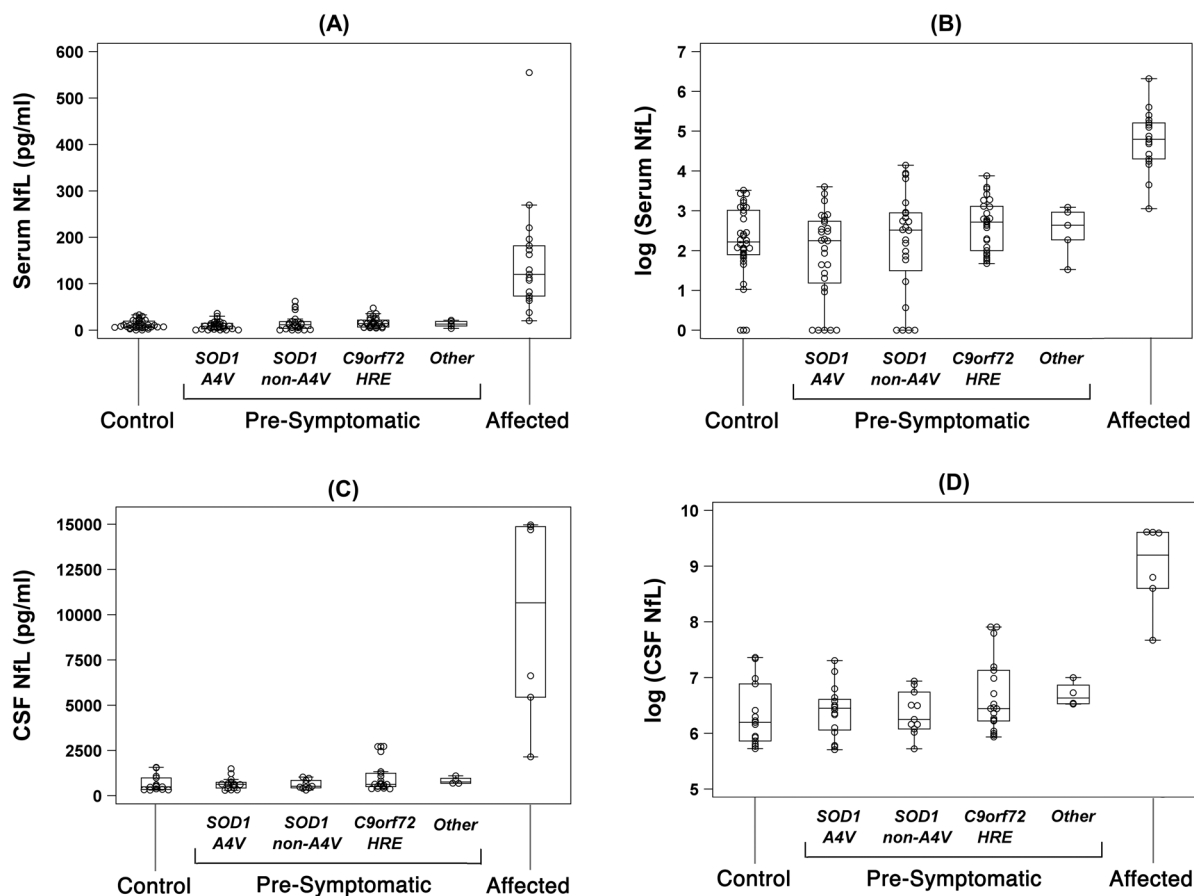 (A)
Serum NfL (pg/ml)
600
500
400
300
200
100
0
SOD1 SOD1 C9orf72 Other
A4V non-A4V HRE
Control Pre-Symptomatic Affected
(B)
log (Serum NfL)
7
6
5
4
3
2
1
0
SOD1 SOD1 C9orf72 Other
A4V non-A4V HRE
Control Pre-Symptomatic Affected
(C)
CSF NfL (pg/ml)
15000
12500
10000
7500
5000
2500
0
SOD1 SOD1 C9orf72 Other
A4V non-A4V HRE
Control Pre-Symptomatic Affected
(D)
log (CSF NfL)
10
9
8
7
6
5
SOD1 SOD1 C9orf72 Other
A4V non-A4V HRE
Control Pre-Symptomatic Affected